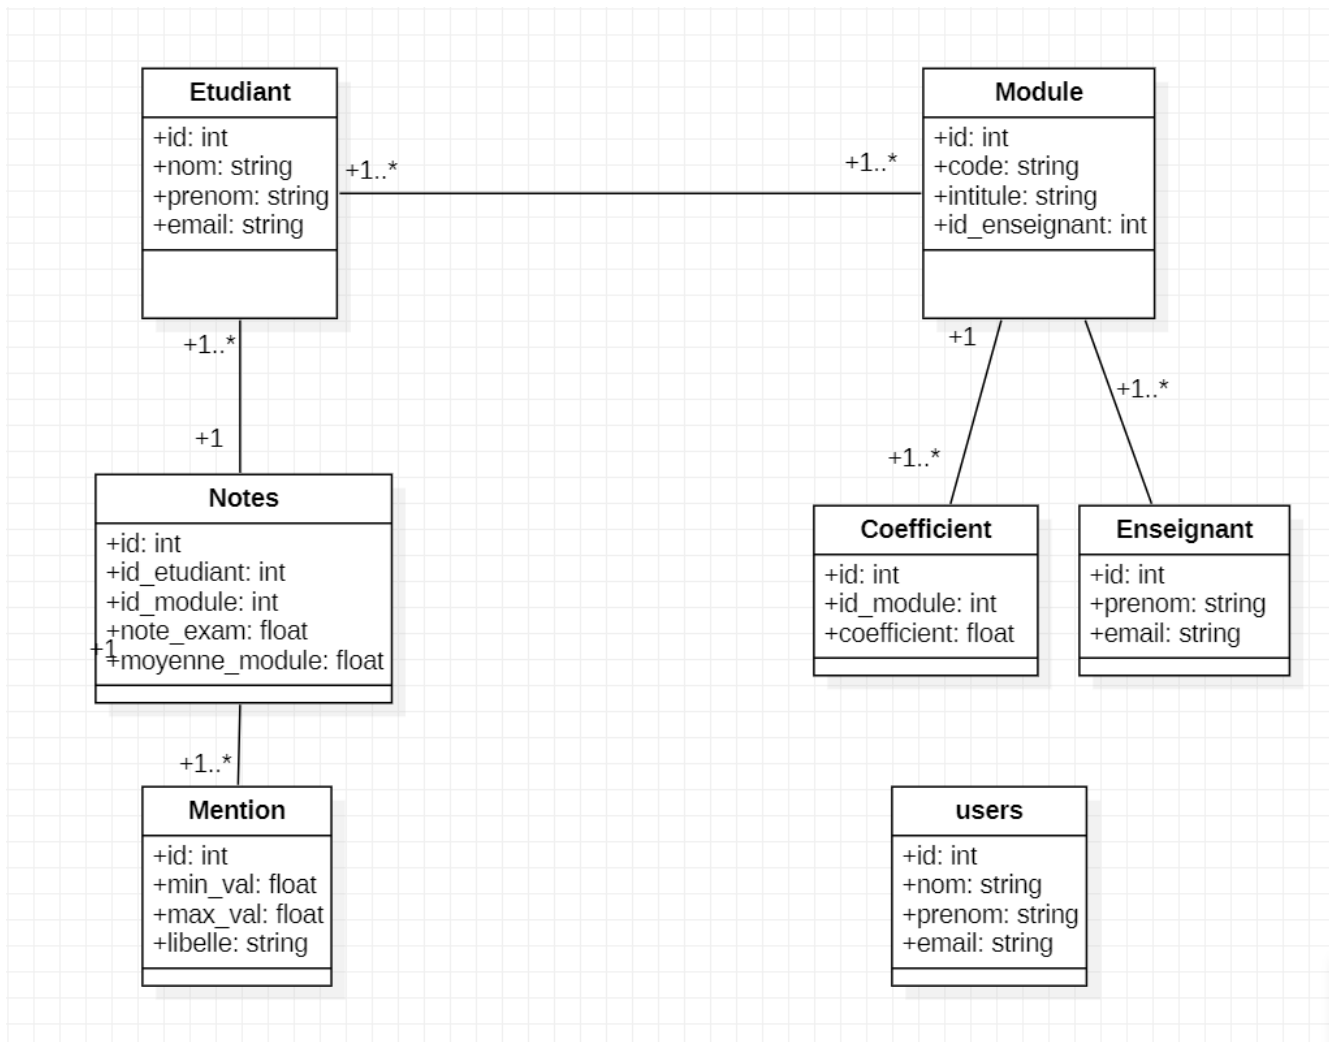 Etudiant
+id: int
+nom: string
+prenom: string
+email: string
+1..*
+1..*
Module
+id: int
+code: string
+intitule: string
+id_enseignant: int
+1..*
+1
+1
+1..*
+1..*
Notes
+id: int
+id_etudiant: int
+id_module: int
+note_exam: float
+moyenne_module: float
+1
Coefficient
+id: int
+id_module: int
+coefficient: float
Enseignant
+id: int
+prenom: string
+email: string
+1..*
Mention
+id: int
+min_val: float
+max_val: float
+libelle: string
users
+id: int
+nom: string
+prenom: string
+email: string